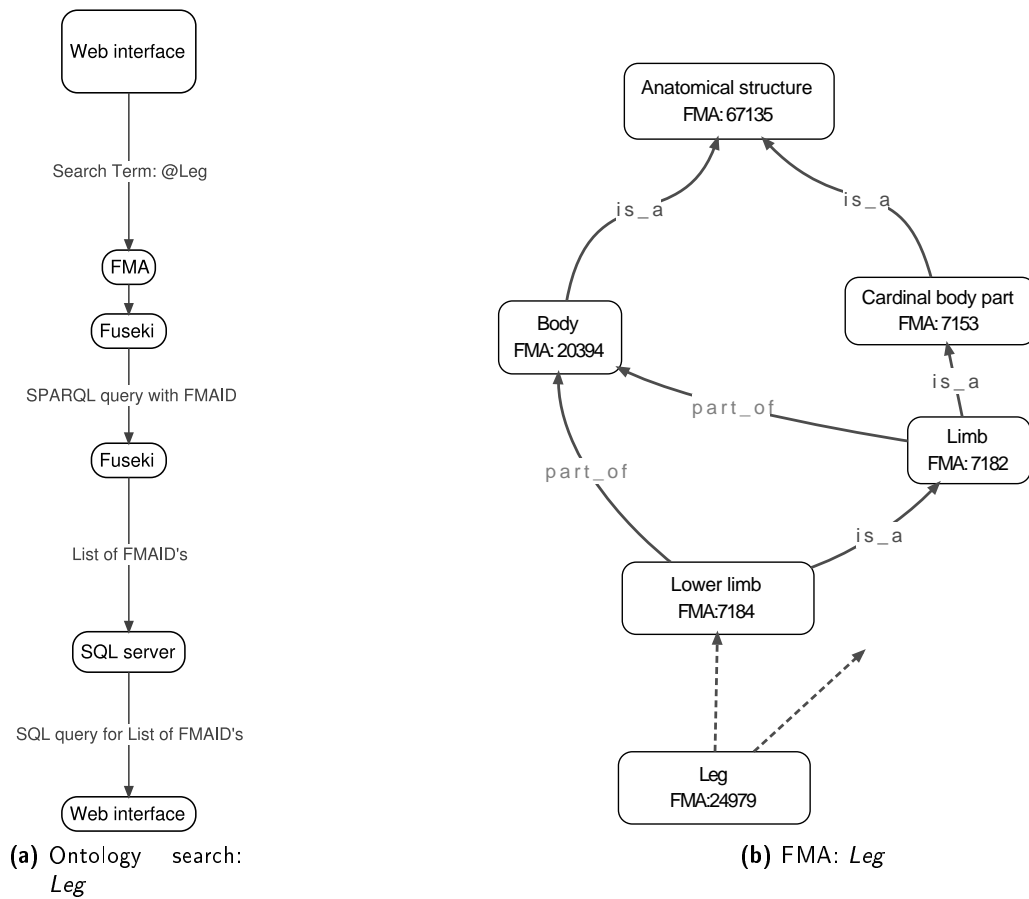 Web interface
Search Term: @Leg
FMA
Fuseki
SPARQL query with FMAID
Fuseki
List of FMAID's
SQL server
SQL query for List of FMAID's
Web interface
(a) Ontology search:
Leg
Anatomical structure
FMA: 67135
is_a
is_a
Cardinal body part
FMA: 7153
Body
FMA: 20394
is_a
part_of
Limb
FMA: 7182
part_of
is_a
Lower limb
FMA:7184
Leg
FMA:24979
(b) FMA: Leg